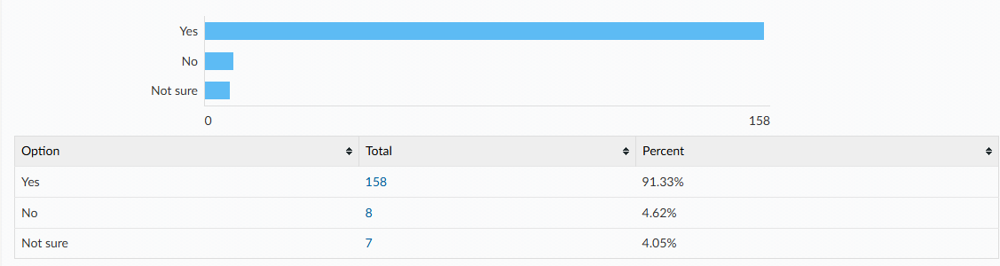 Yes
No
Not sure
0 158
Option Total Percent
Yes 158 91.33%
No 8 4.62%
Not sure 7 4.05%